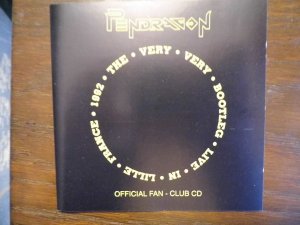 PENDRAGON
THE • VERY • VERY • BOOTLEG • LIVE • IN • LILLE • FRANCE • 1992 •
OFFICIAL FAN - CLUB CD